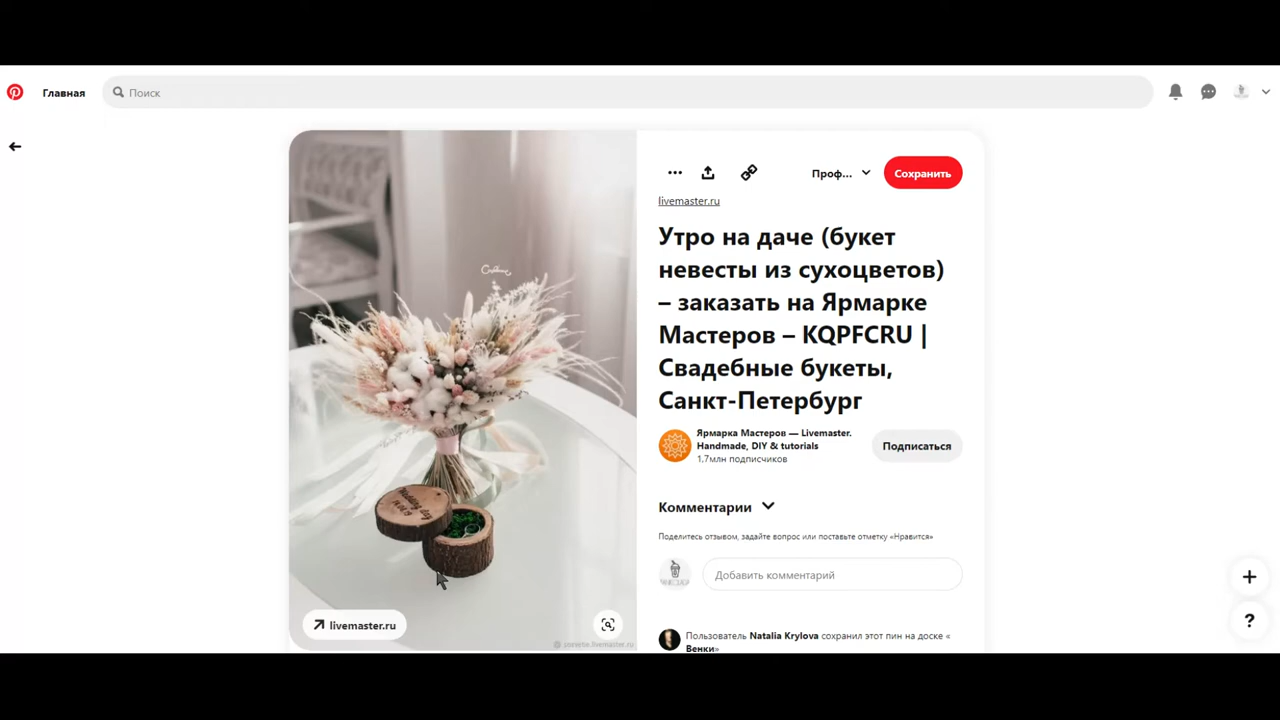 Главная
Поиск
Проф...
Сохранить
livemaster.ru
Утро на даче (букет
невесты из сухоцветов)
– заказать на Ярмарке
Мастеров – KQPFCRU |
Свадебные букеты,
Санкт-Петербург
Ярмарка Мастеров — Livemaster.
Handmade, DIY & tutorials
1.7млн подписчиков
Подписаться
Комментарии
Поделитесь отзывом, задайте вопрос или поставьте отметку «Нравится»
Добавить комментарий
Пользователь Natalia Krylova сохранил этот пин на доске «
Венки»
Wedding day
livemaster.ru
?